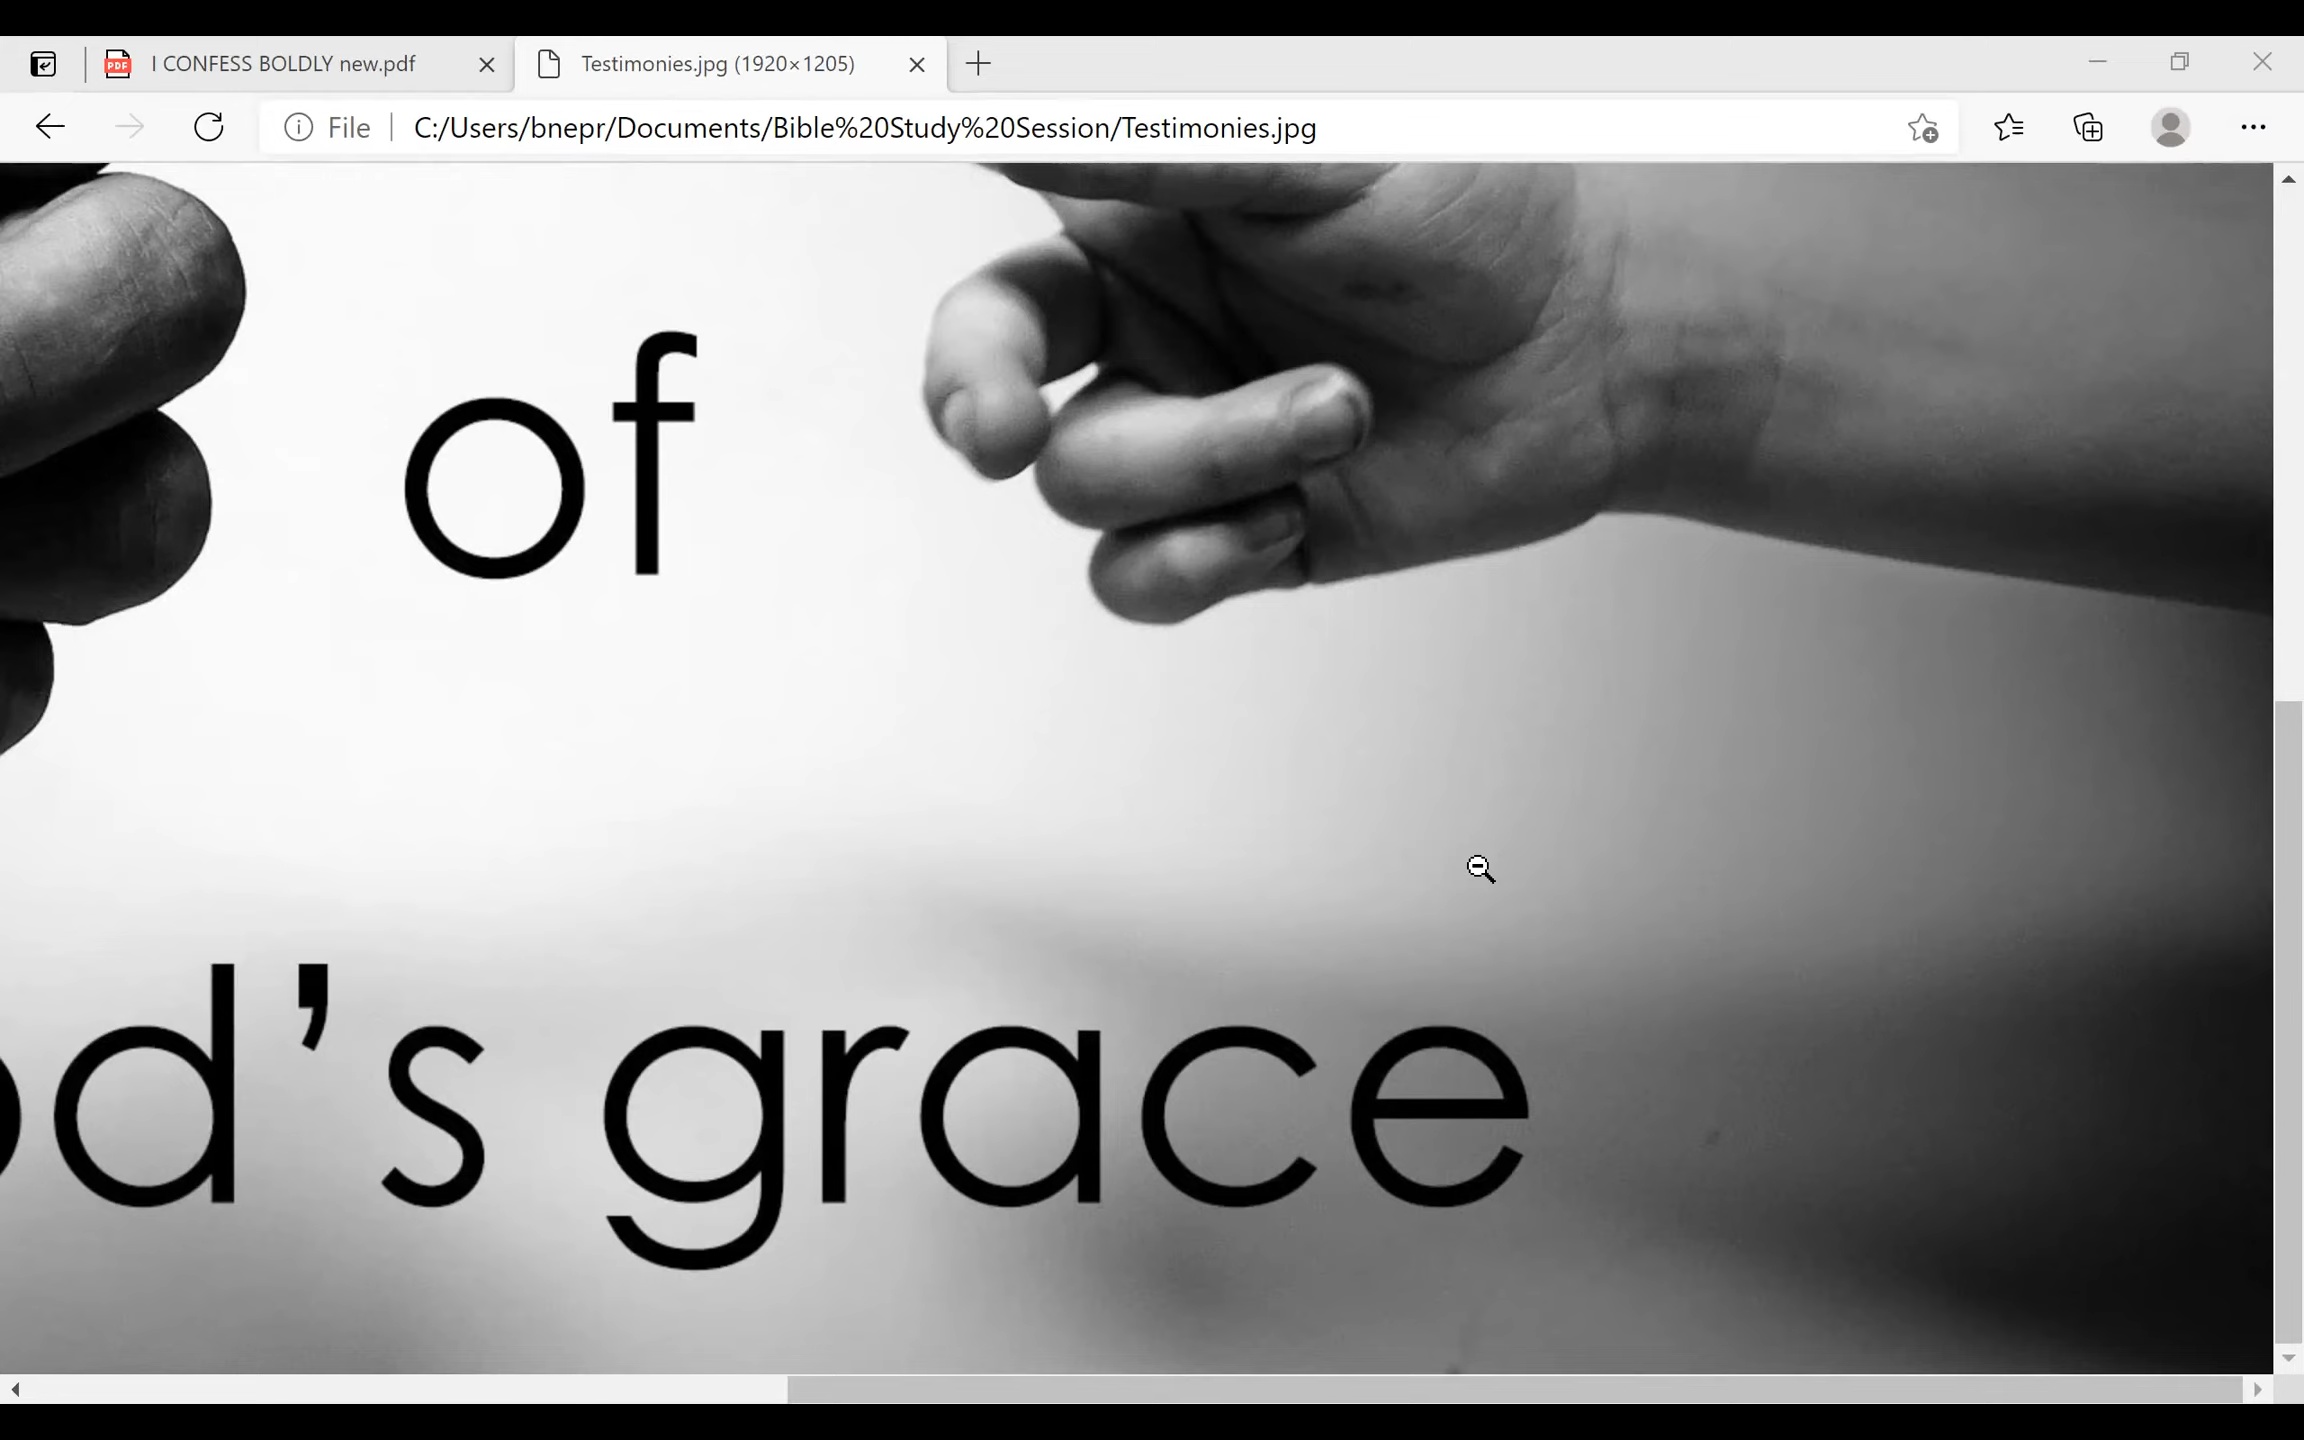 I CONFESS BOLDLY new.pdf
Testimonies.jpg (1920×1205)
File
C:/Users/bnepr/Documents/Bible%20Study%20Session/Testimonies.jpg
of
od’s grace